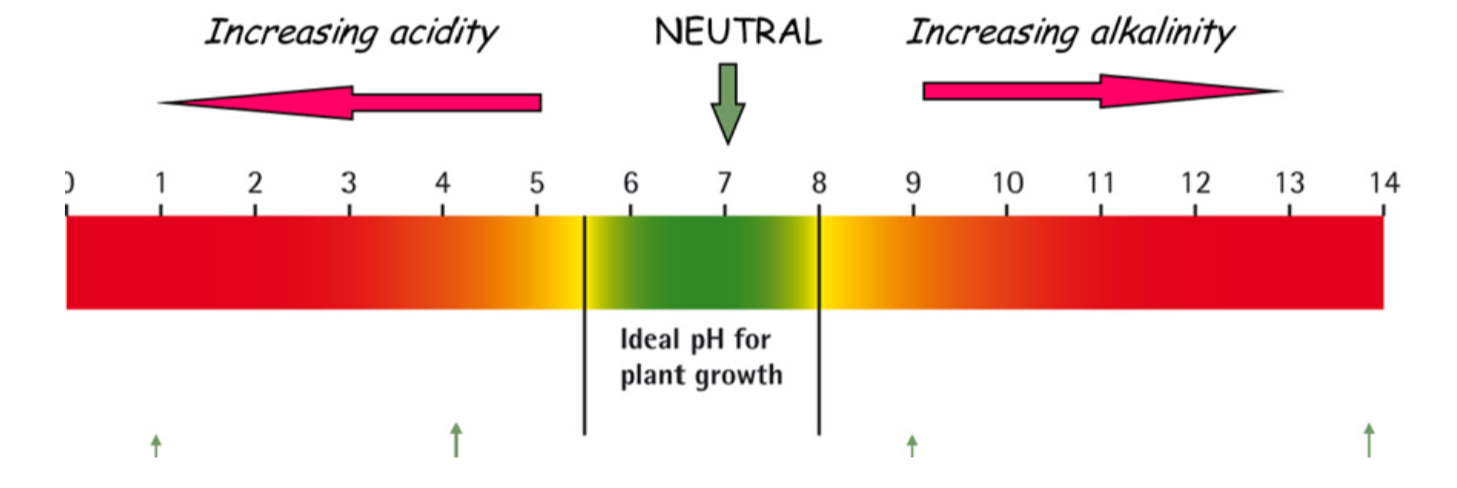 Increasing acidity NEUTRAL Increasing alkalinity
0 1 2 3 4 5 6 7 8 9 10 11 12 13 14
Ideal pH for
plant growth